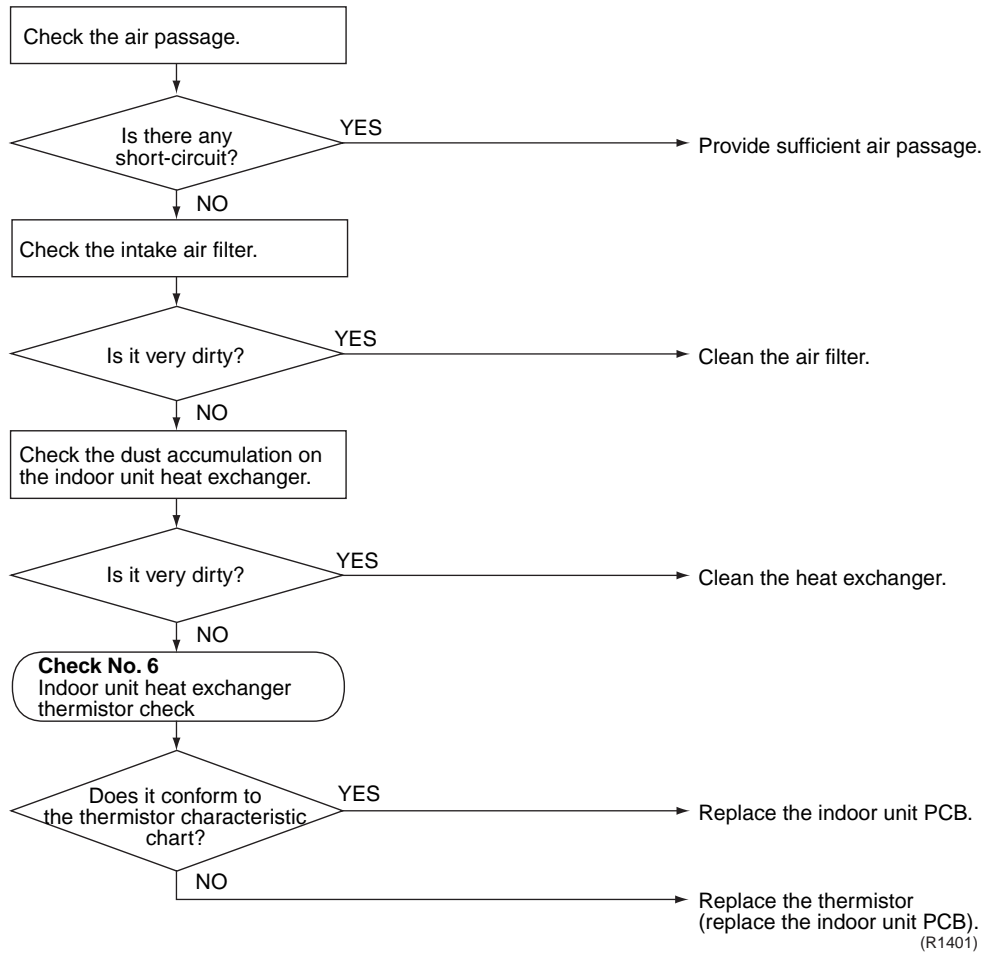 Check the air passage.
Is there any
short-circuit?
YES
Provide sufficient air passage.
NO
Check the intake air filter.
Is it very dirty?
YES
Clean the air filter.
NO
Check the dust accumulation on
the indoor unit heat exchanger.
Is it very dirty?
YES
Clean the heat exchanger.
NO
Check No. 6
Indoor unit heat exchanger
thermistor check
Does it conform to
the thermistor characteristic
chart?
YES
Replace the indoor unit PCB.
NO
Replace the thermistor
(replace the indoor unit PCB).
(R1401)